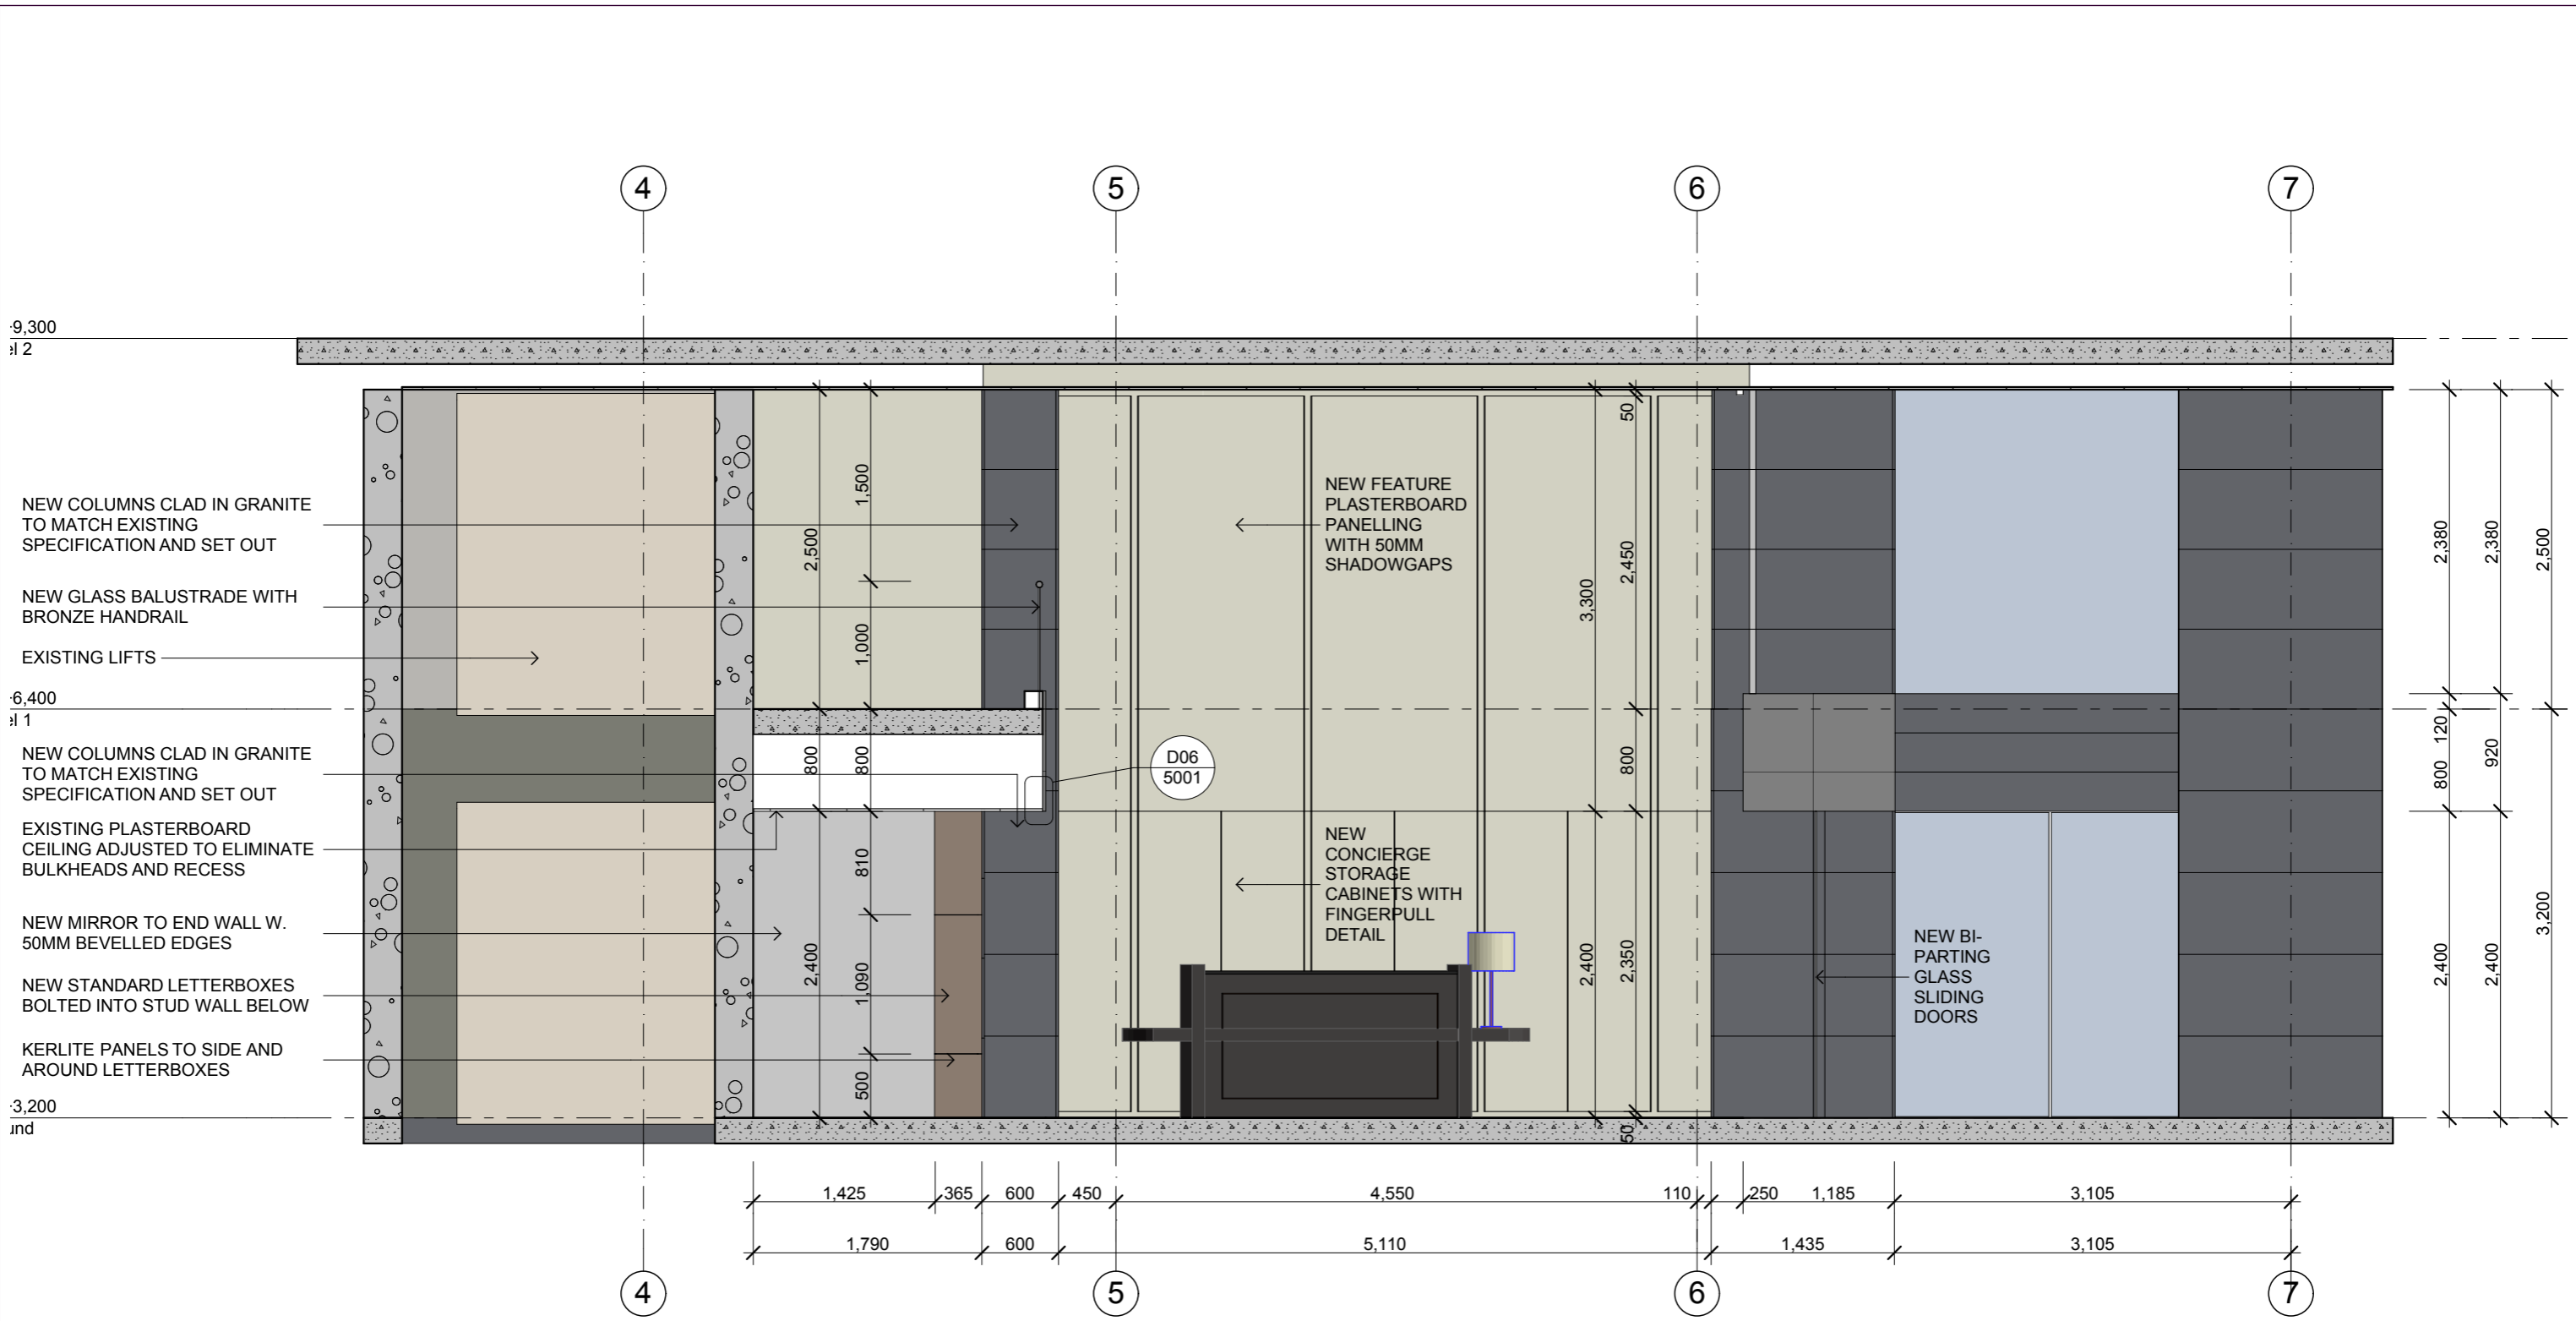 4
5
6
7
9,300
el 2
NEW COLUMNS CLAD IN GRANITE
TO MATCH EXISTING
SPECIFICATION AND SET OUT
NEW GLASS BALUSTRADE WITH
BRONZE HANDRAIL
EXISTING LIFTS
6,400
el 1
NEW COLUMNS CLAD IN GRANITE
TO MATCH EXISTING
SPECIFICATION AND SET OUT
EXISTING PLASTERBOARD
CEILING ADJUSTED TO ELIMINATE
BULKHEADS AND RECESS
NEW MIRROR TO END WALL W.
50MM BEVELLED EDGES
NEW STANDARD LETTERBOXES
BOLTED INTO STUD WALL BELOW
KERLITE PANELS TO SIDE AND
AROUND LETTERBOXES
3,200
und
2,500
800
2,400
1,500
1,000
800
810
1,090
500
D06
5001
NEW FEATURE
PLASTERBOARD
PANELLING
WITH 50MM
SHADOWGAPS
NEW
CONCIERGE
STORAGE
CABINETS WITH
FINGERPULL
DETAIL
3,300
2,400
50
2,450
800
2,350
50
NEW BI-
PARTING
GLASS
SLIDING
DOORS
2,380
120
800
2,400
2,380
920
2,400
2,500
3,200
1,425
365
600
450
4,550
110
250
1,185
3,105
1,790
600
5,110
1,435
3,105
4
5
6
7